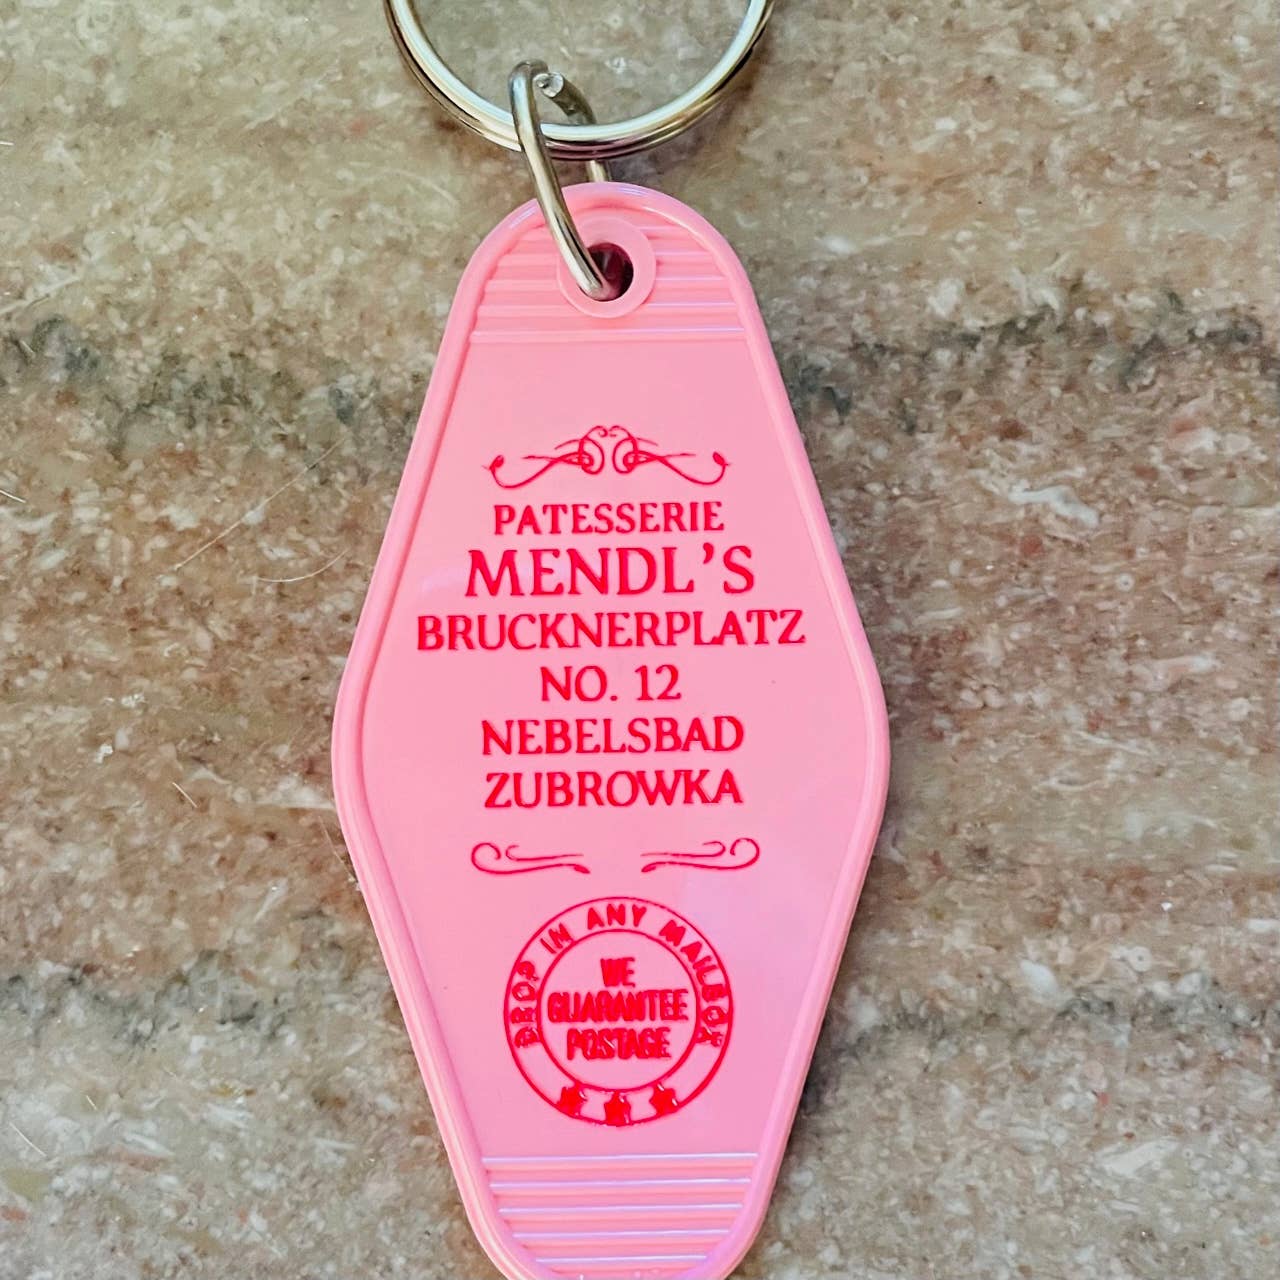 PATESSERIE
MENDL'S
BRUCKNERPLATZ
NO. 12
NEBELSBAD
ZUBROWKA
DROP IN ANY MAILBOX
WE
GUARANTEE
POSTAGE